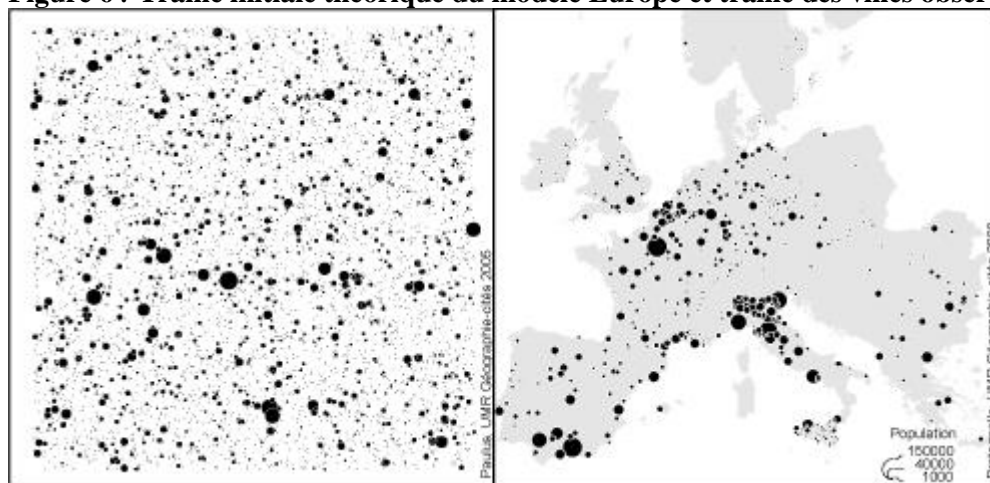 Figure 6 : Trame initiale théorique du modèle Europe et trame des villes obser
Paulus, UMR Géographie-cités, 2005
Population
150000
40000
1000